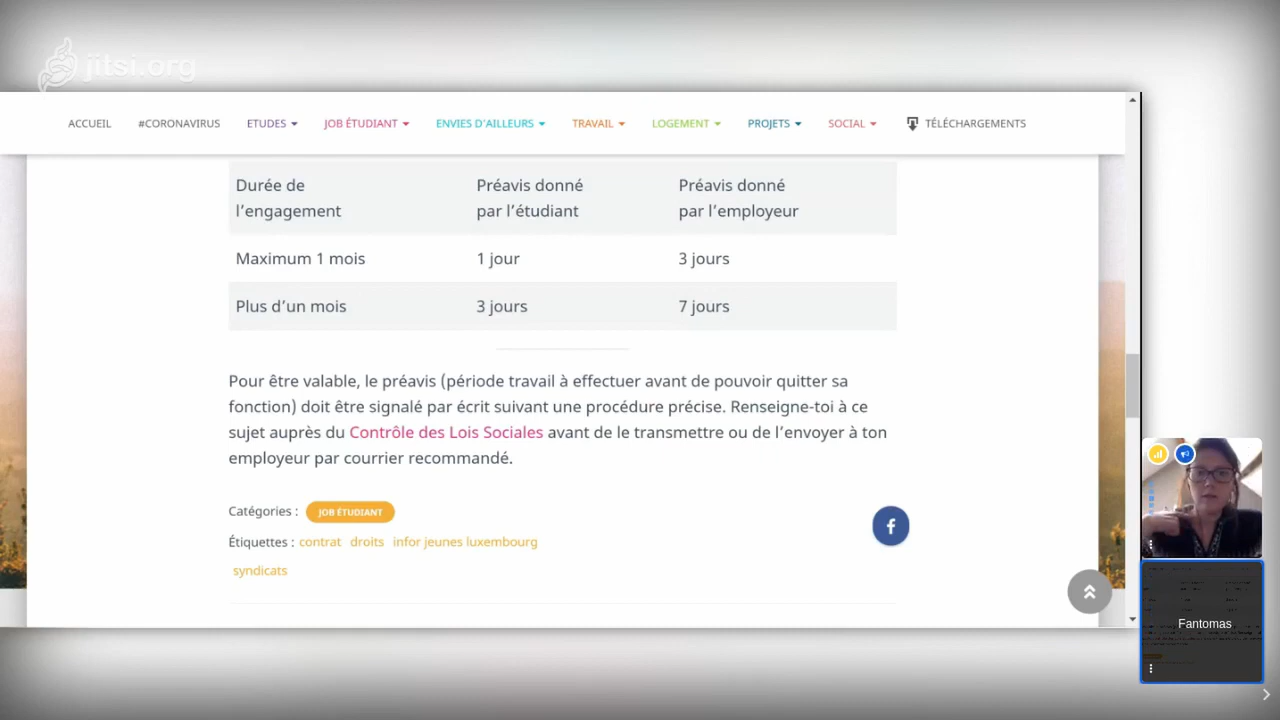 jitsi.org
ACCUEIL #CORONAVIRUS ETUDES JOB ÉTUDIANT ENVIES D'AILLEURS TRAVAIL LOGEMENT PROJETS SOCIAL TÉLÉCHARGEMENTS
Durée de l’engagement Préavis donné par l’étudiant Préavis donné par l’employeur
Maximum 1 mois 1 jour 3 jours
Plus d’un mois 3 jours 7 jours
Pour être valable, le préavis (période travail à effectuer avant de pouvoir quitter sa
fonction) doit être signalé par écrit suivant une procédure précise. Renseigne-toi à ce
sujet auprès du Contrôle des Lois Sociales avant de le transmettre ou de l’envoyer à ton
employeur par courrier recommandé.
Catégories : JOB ÉTUDIANT
Étiquettes : contrat droits infor jeunes luxembourg
syndicats
f
Fantomas